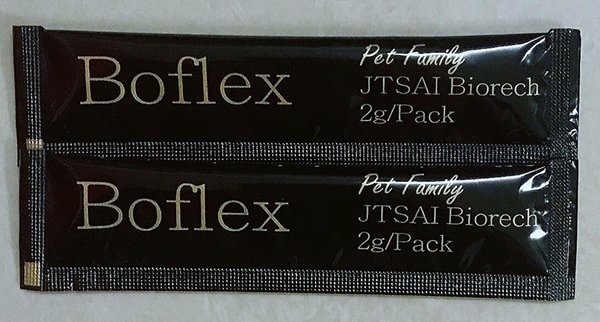 Boflex
Pet Family
JTSAI Biorech
2g/Pack
Boflex
Pet Family
JTSAI Biorech
2g/Pack